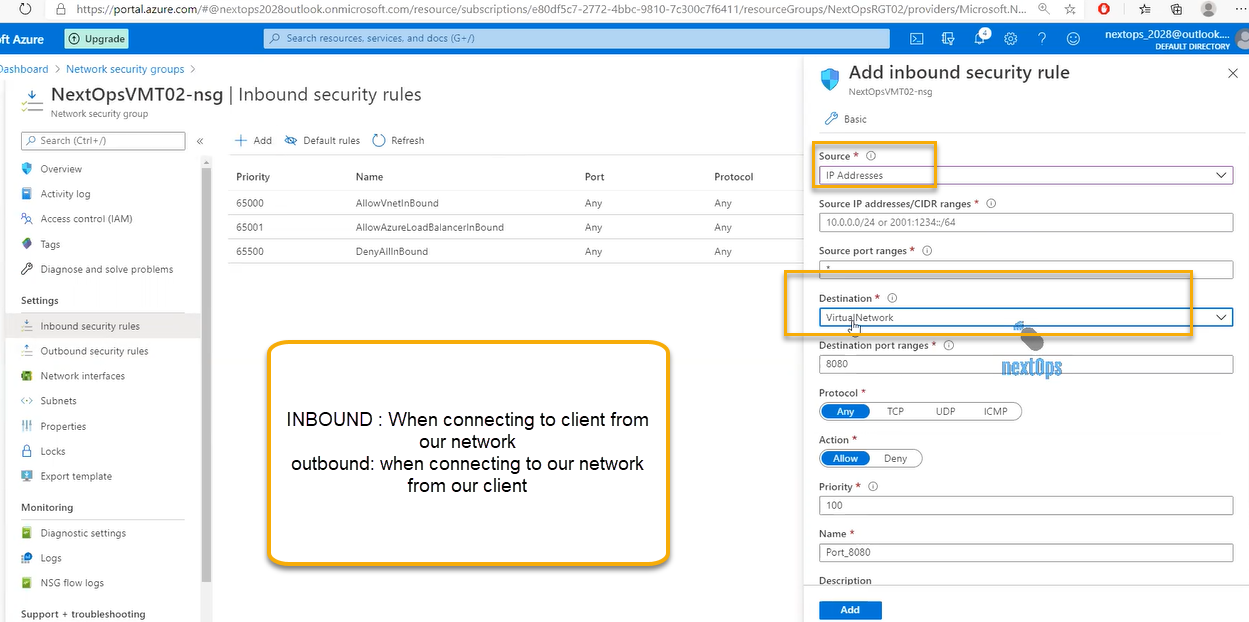 https://portal.azure.com/#@nextops2028outlook.onmicrosoft.com/resource/subscriptions/e80df5c7-2772-4bbc-9810-7c300c7f6411/resourceGroups/NextOpsRGT02/providers/Microsoft.N...
ft Azure
Upgrade
Search resources, services, and docs (G+/)
4
nextops_2028@outlook....
DEFAULT DIRECTORY
Dashboard > Network security groups >
NextOpsVMT02-nsg | Inbound security rules
Network security group
Search (Ctrl+/)
«
Overview
Activity log
Access control (IAM)
Tags
Diagnose and solve problems
Settings
Inbound security rules
Outbound security rules
Network interfaces
Subnets
Properties
Locks
Export template
Monitoring
Diagnostic settings
Logs
NSG flow logs
Support + troubleshooting
Add Default rules Refresh
Priority Name Port Protocol
65000 AllowVnetInBound Any Any
65001 AllowAzureLoadBalancerInBound Any Any
65500 DenyAllInBound Any Any
INBOUND : When connecting to client from
our network
outbound: when connecting to our network
from our client
Add inbound security rule
NextOpsVMT02-nsg
Basic
Source *
IP Addresses
Source IP addresses/CIDR ranges *
10.0.0.0/24 or 2001:1234::/64
Source port ranges *
*
Destination *
VirtualNetwork
Destination port ranges *
nextOps
8080
Protocol *
Any TCP UDP ICMP
Action *
Allow Deny
Priority *
100
Name *
Port_8080
Description
Add